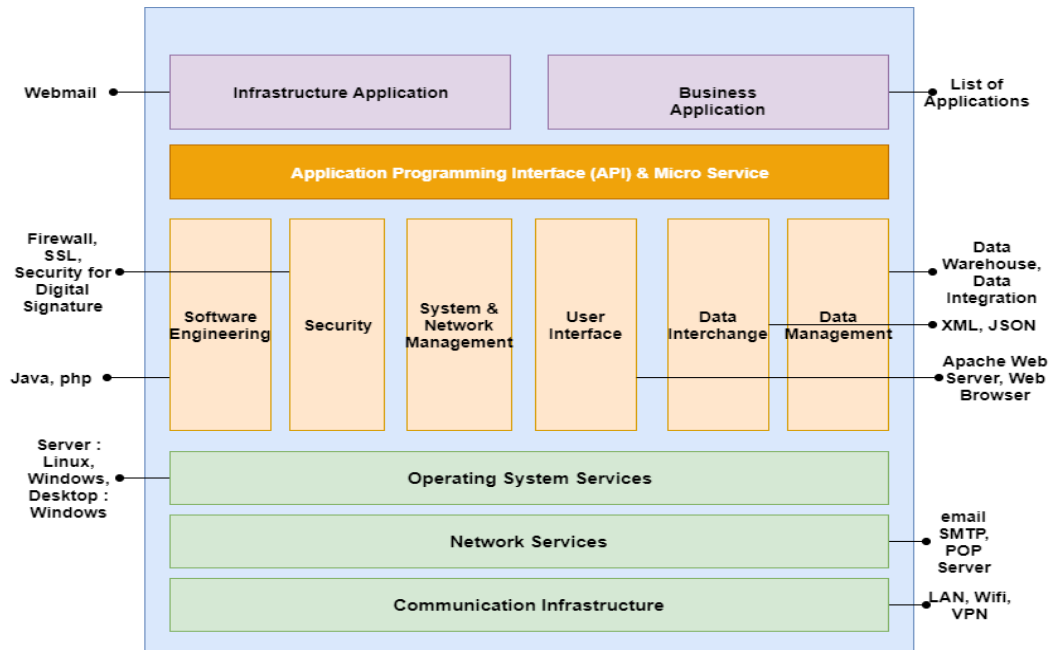 Webmail
Infrastructure Application
Business
Application
List of
Applications
Application Programming Interface (API) & Micro Service
Firewall,
SSL,
Security for
Digital
Signature
Java, php
Software
Engineering
Security
System &
Network
Management
User
Interface
Data
Interchange
Data
Management
Data
Warehouse,
Data
Integration
XML, JSON
Apache Web
Server, Web
Browser
Server :
Linux,
Windows,
Desktop :
Windows
Operating System Services
Network Services
email
SMTP,
POP
Server
Communication Infrastructure
LAN, Wifi,
VPN